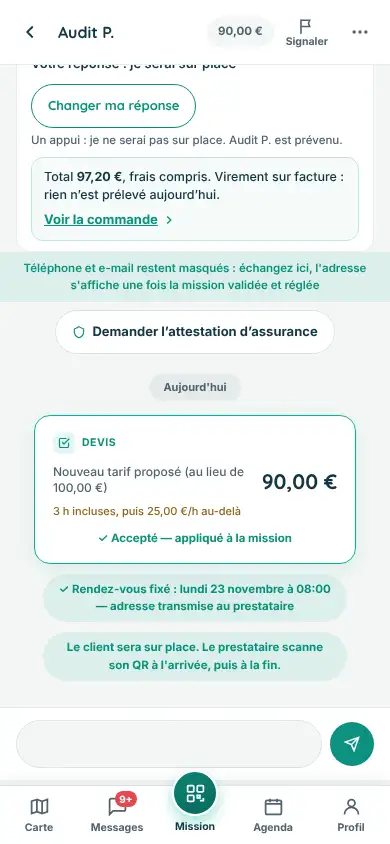 Audit P.
90,00 €
Signaler
Votre réponse : je serai sur place
Changer ma réponse
Un appui : je ne serai pas sur place. Audit P. est prévenu.
Total 97,20 €, frais compris. Virement sur facture :
rien n’est prélevé aujourd’hui.
Voir la commande
Téléphone et e-mail restent masqués : échangez ici, l'adresse
s'affiche une fois la mission validée et réglée
Demander l’attestation d’assurance
Aujourd'hui
DEVIS
Nouveau tarif proposé (au lieu de
100,00 €)
90,00 €
3 h incluses, puis 25,00 €/h au-delà
✓ Accepté — appliqué à la mission
✓ Rendez-vous fixé : lundi 23 novembre à 08:00
— adresse transmise au prestataire
Le client sera sur place. Le prestataire scanne
son QR à l'arrivée, puis à la fin.
9+
Carte
Messages
Mission
Agenda
Profil